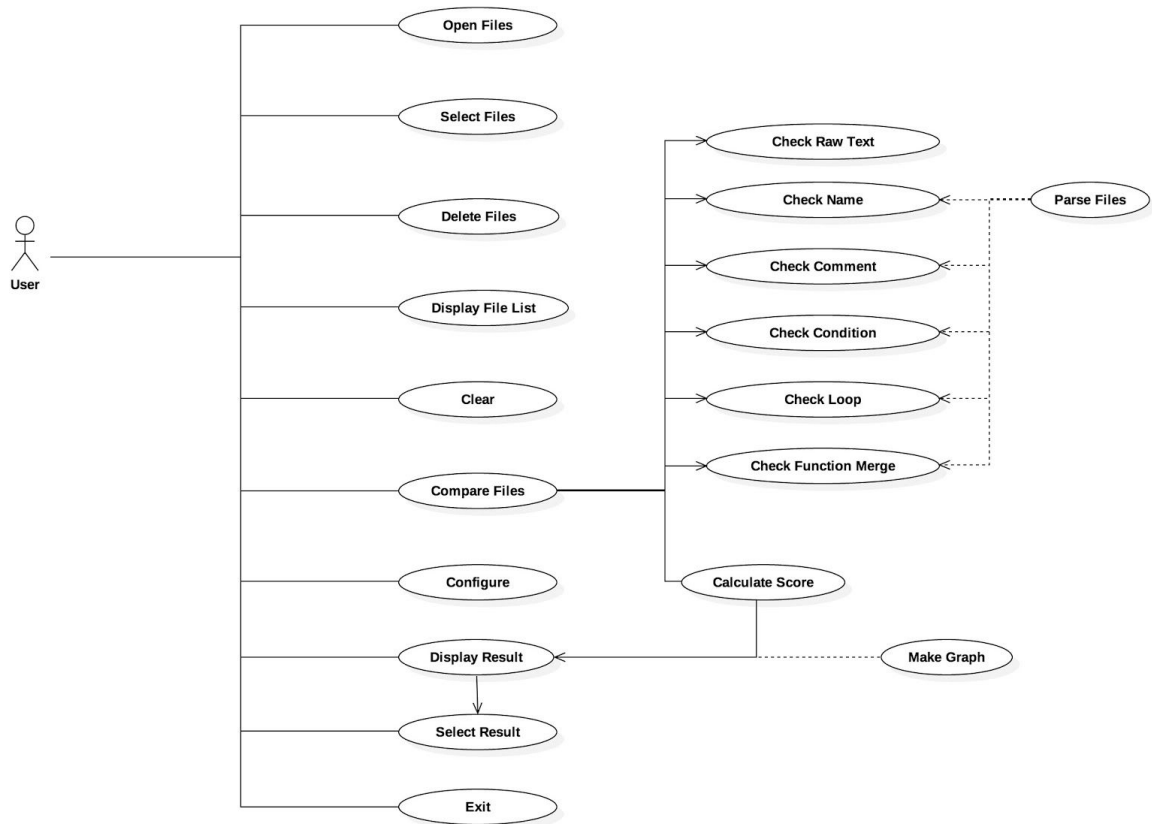 Open Files
Select Files
Check Raw Text
Delete Files
Check Name
Parse Files
User
Check Comment
Display File List
Check Condition
Clear
Check Loop
Check Function Merge
Compare Files
Configure
Calculate Score
Display Result
Make Graph
Select Result
Exit